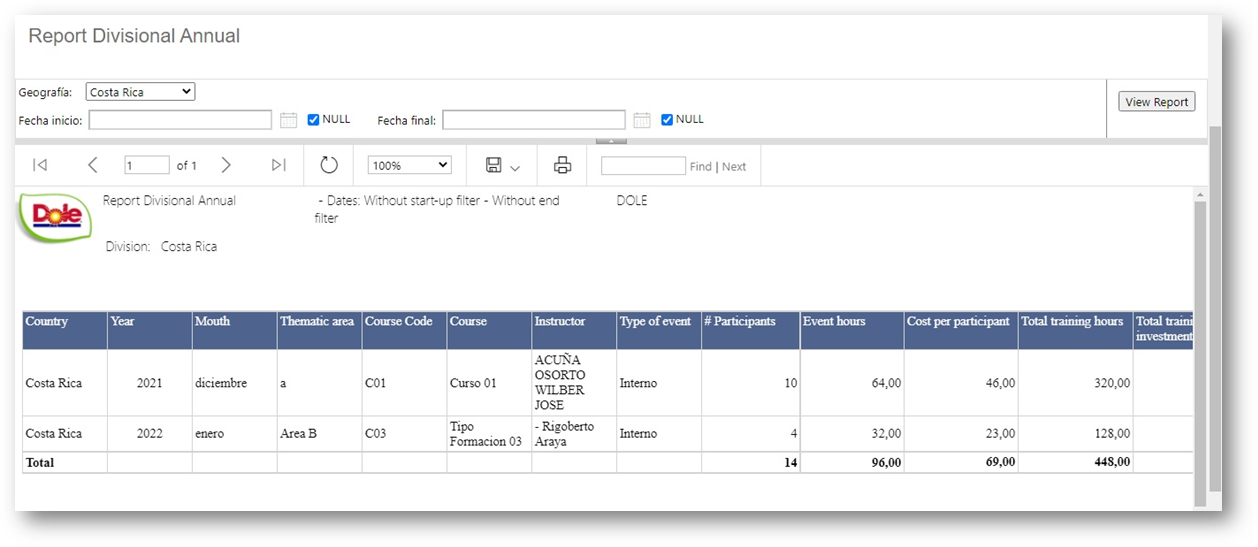 Report Divisional Annual
Geografía: Costa Rica
View Report
Fecha inicio: NULL Fecha final: NULL
1 of 1 100% Find | Next
Dole
Report Divisional Annual - Dates: Without start-up filter - Without end DOLE
filter
Division: Costa Rica
Country Year Mouth Thematic area Course Code Course Instructor Type of event # Participants Event hours Cost per participant Total training hours Total traini
investment
ACUÑA
OSORTO
Costa Rica 2021 diciembre a C01 Curso 01 Interno 10 64,00 46,00 320,00
WILBER
JOSE
Tipo - Rigoberto
Costa Rica 2022 enero Area B C03 Interno 4 32,00 23,00 128,00
Formacion 03 Araya
Total 14 96,00 69,00 448,00